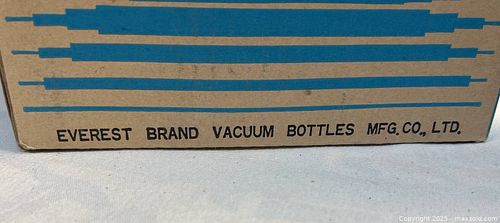 EVEREST BRAND VACUUM BOTTLES MFG. CO., LTD.
Copyright 2025 - maxsold.com